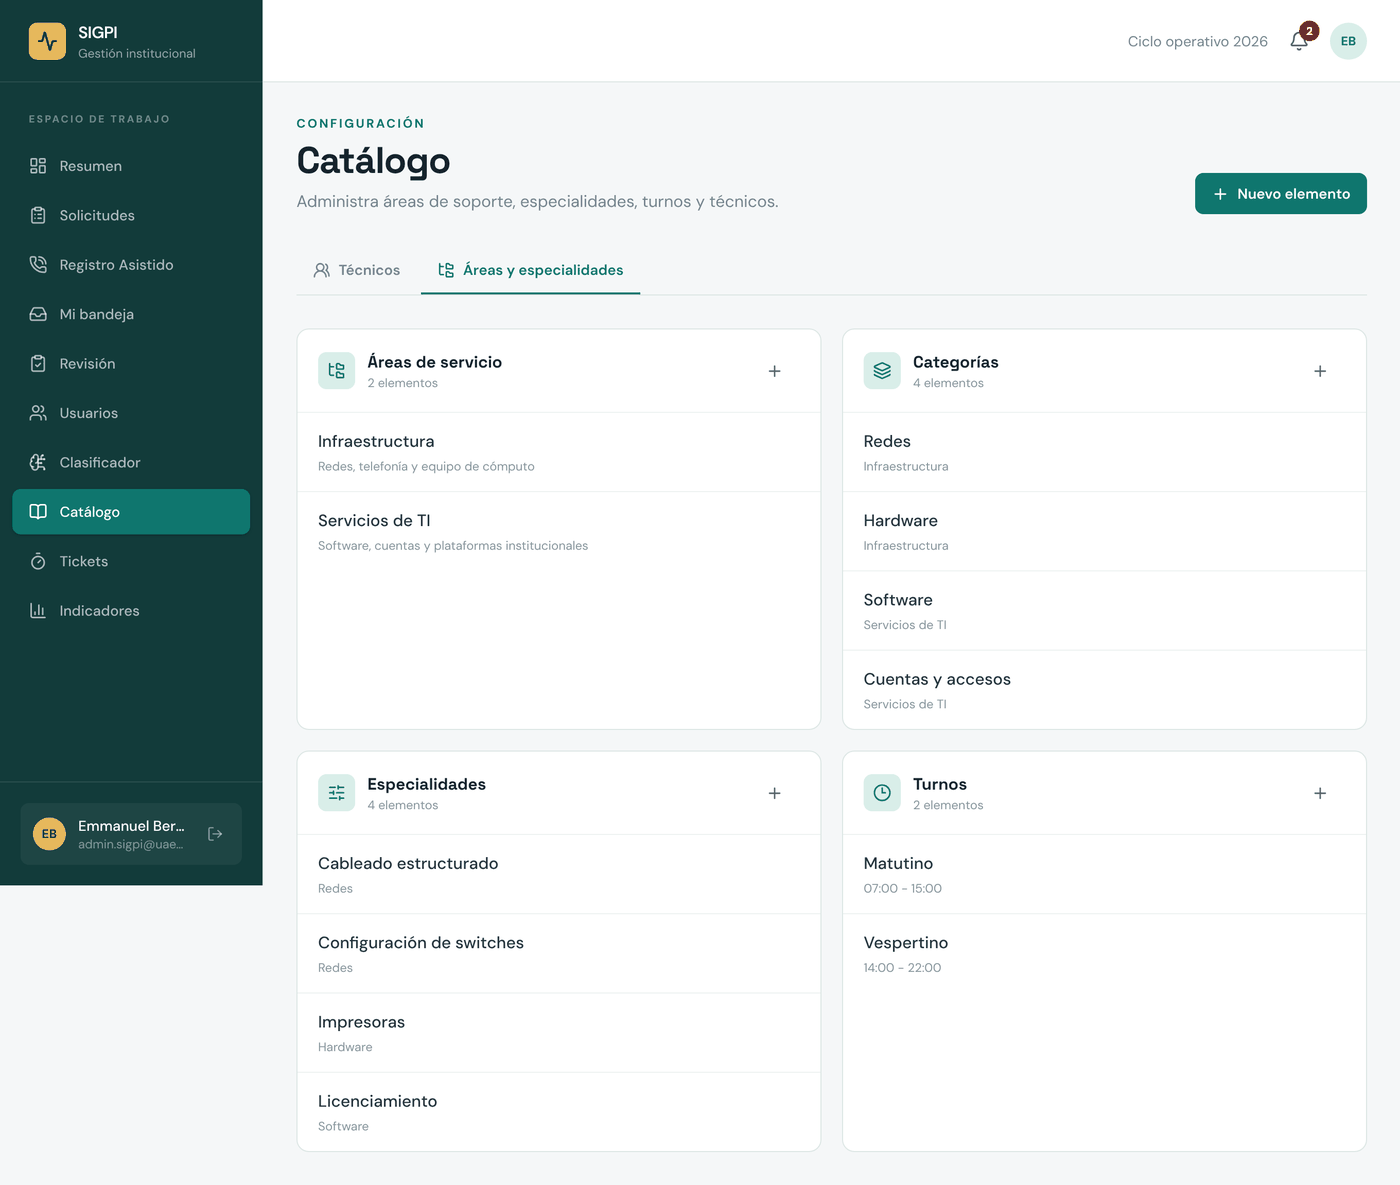 SIGPI
Gestión institucional
ESPACIO DE TRABAJO
Resumen
Solicitudes
Registro Asistido
Mi bandeja
Revisión
Usuarios
Clasificador
Catálogo
Tickets
Indicadores
EB
Emmanuel Ber...
admin.sigpi@uae...
Ciclo operativo 2026
2
EB
CONFIGURACIÓN
Catálogo
Administra áreas de soporte, especialidades, turnos y técnicos.
Nuevo elemento
Técnicos
Áreas y especialidades
Áreas de servicio
2 elementos
Infraestructura
Redes, telefonía y equipo de cómputo
Servicios de TI
Software, cuentas y plataformas institucionales
Categorías
4 elementos
Redes
Infraestructura
Hardware
Infraestructura
Software
Servicios de TI
Cuentas y accesos
Servicios de TI
Especialidades
4 elementos
Cableado estructurado
Redes
Configuración de switches
Redes
Impresoras
Hardware
Licenciamiento
Software
Turnos
2 elementos
Matutino
07:00 - 15:00
Vespertino
14:00 - 22:00